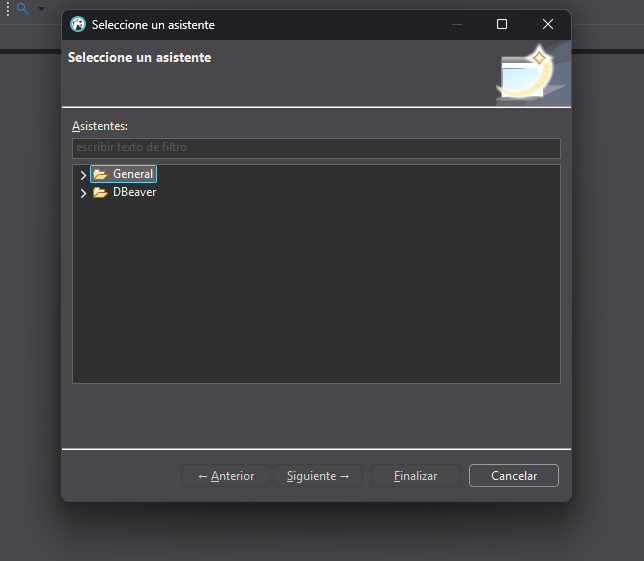 Seleccione un asistente
Seleccione un asistente
Asistentes:
escribir texto de filtro
General
DBeaver
← Anterior
Siguiente →
Finalizar
Cancelar